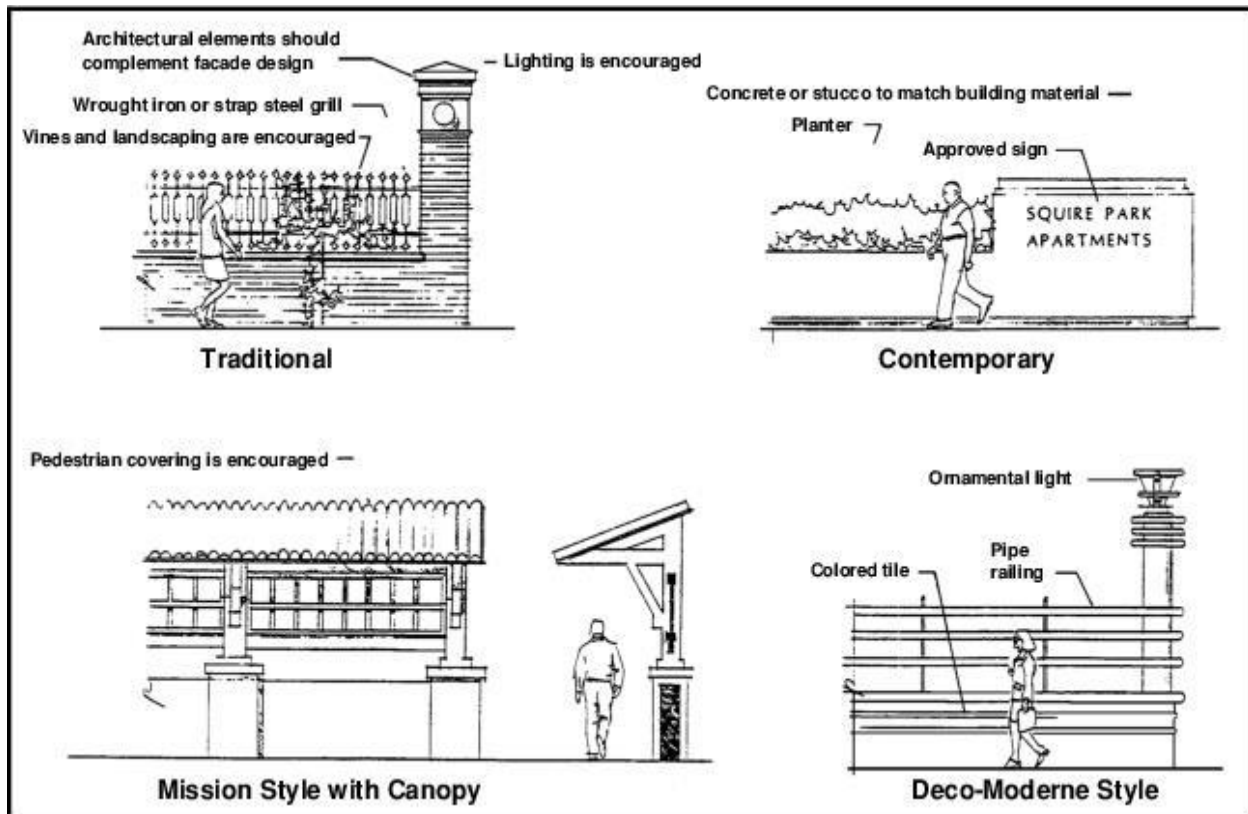 Architectural elements should
complement facade design
Lighting is encouraged
Wrought iron or strap steel grill
Vines and landscaping are encouraged
Traditional
Concrete or stucco to match building material
Planter
Approved sign
SQUIRE PARK
APARTMENTS
Contemporary
Pedestrian covering is encouraged
Mission Style with Canopy
Ornamental light
Pipe
railing
Colored tile
Deco-Moderne Style